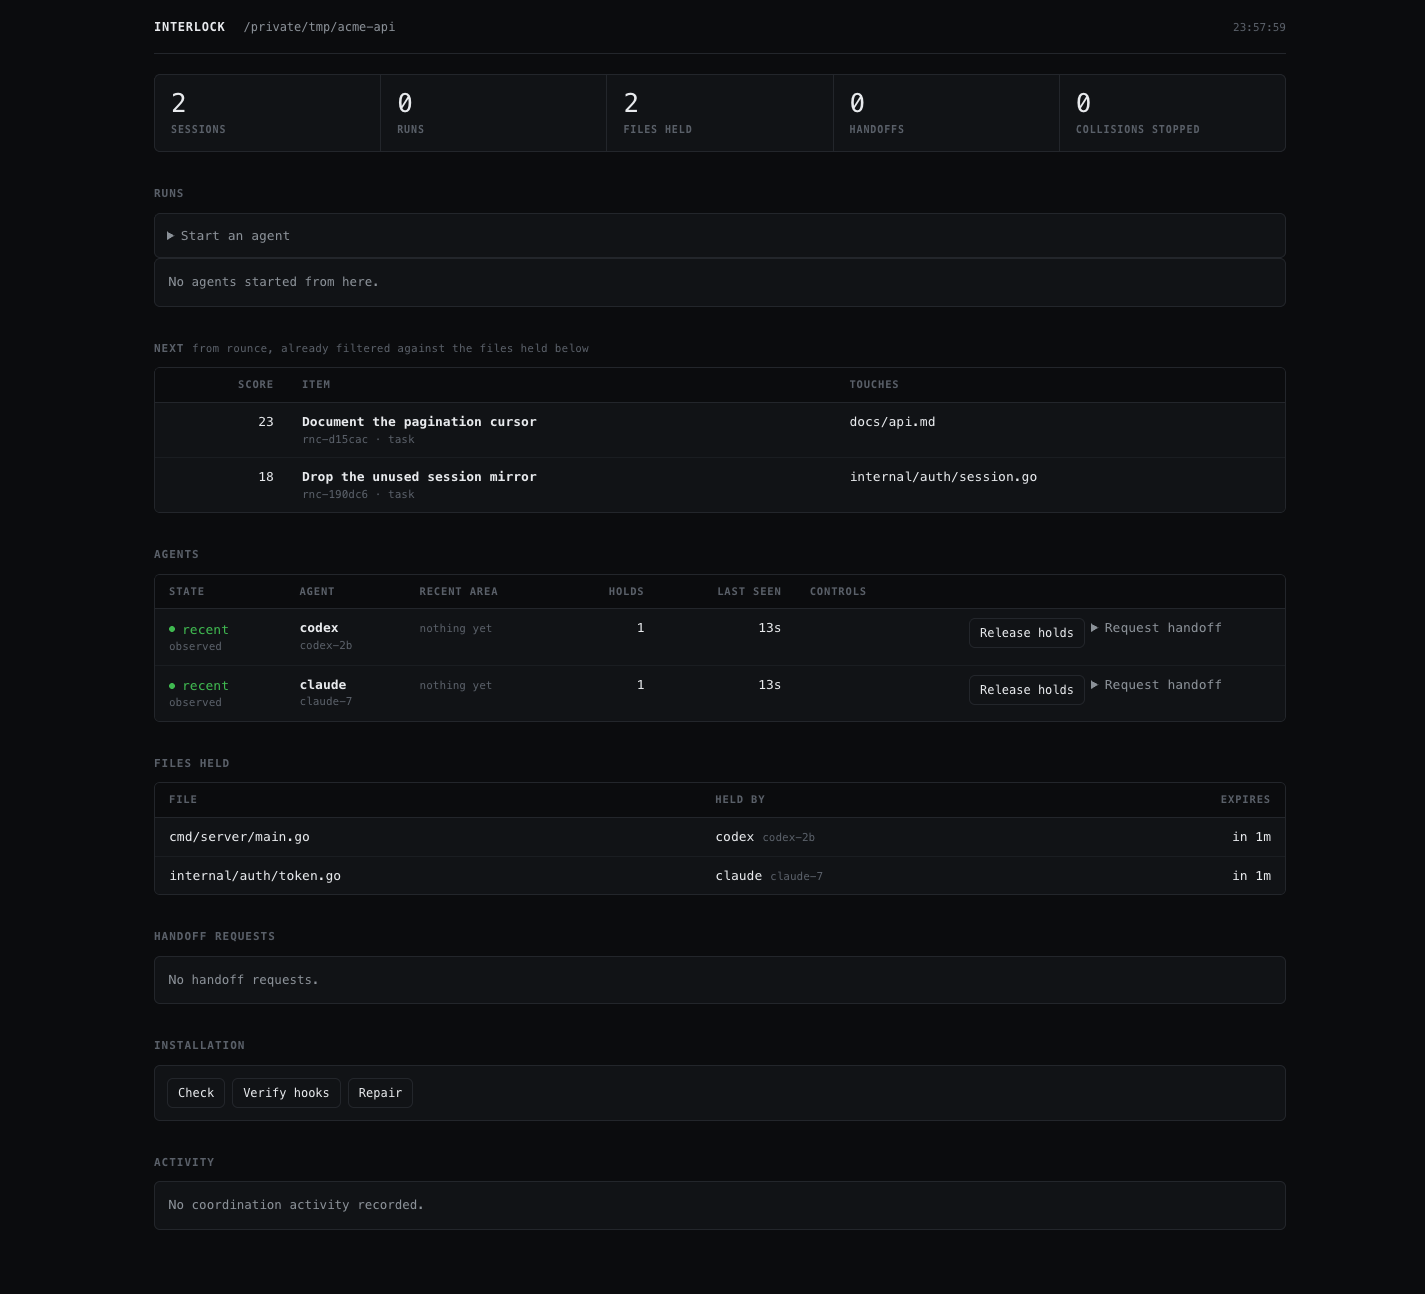 INTERLOCK /private/tmp/acme-api 23:57:59
2 0 2 0 0
SESSIONS RUNS FILES HELD HANDOFFS COLLISIONS STOPPED
RUNS
▶ Start an agent
No agents started from here.
NEXT from rounce, already filtered against the files held below
SCORE ITEM TOUCHES
23 Document the pagination cursor docs/api.md
rnc-d15cac · task
18 Drop the unused session mirror internal/auth/session.go
rnc-190dc6 · task
AGENTS
STATE AGENT RECENT AREA HOLDS LAST SEEN CONTROLS
● recent codex nothing yet 1 13s Release holds ▶ Request handoff
observed codex-2b
● recent claude nothing yet 1 13s Release holds ▶ Request handoff
observed claude-7
FILES HELD
FILE HELD BY EXPIRES
cmd/server/main.go codex codex-2b in 1m
internal/auth/token.go claude claude-7 in 1m
HANDOFF REQUESTS
No handoff requests.
INSTALLATION
Check Verify hooks Repair
ACTIVITY
No coordination activity recorded.